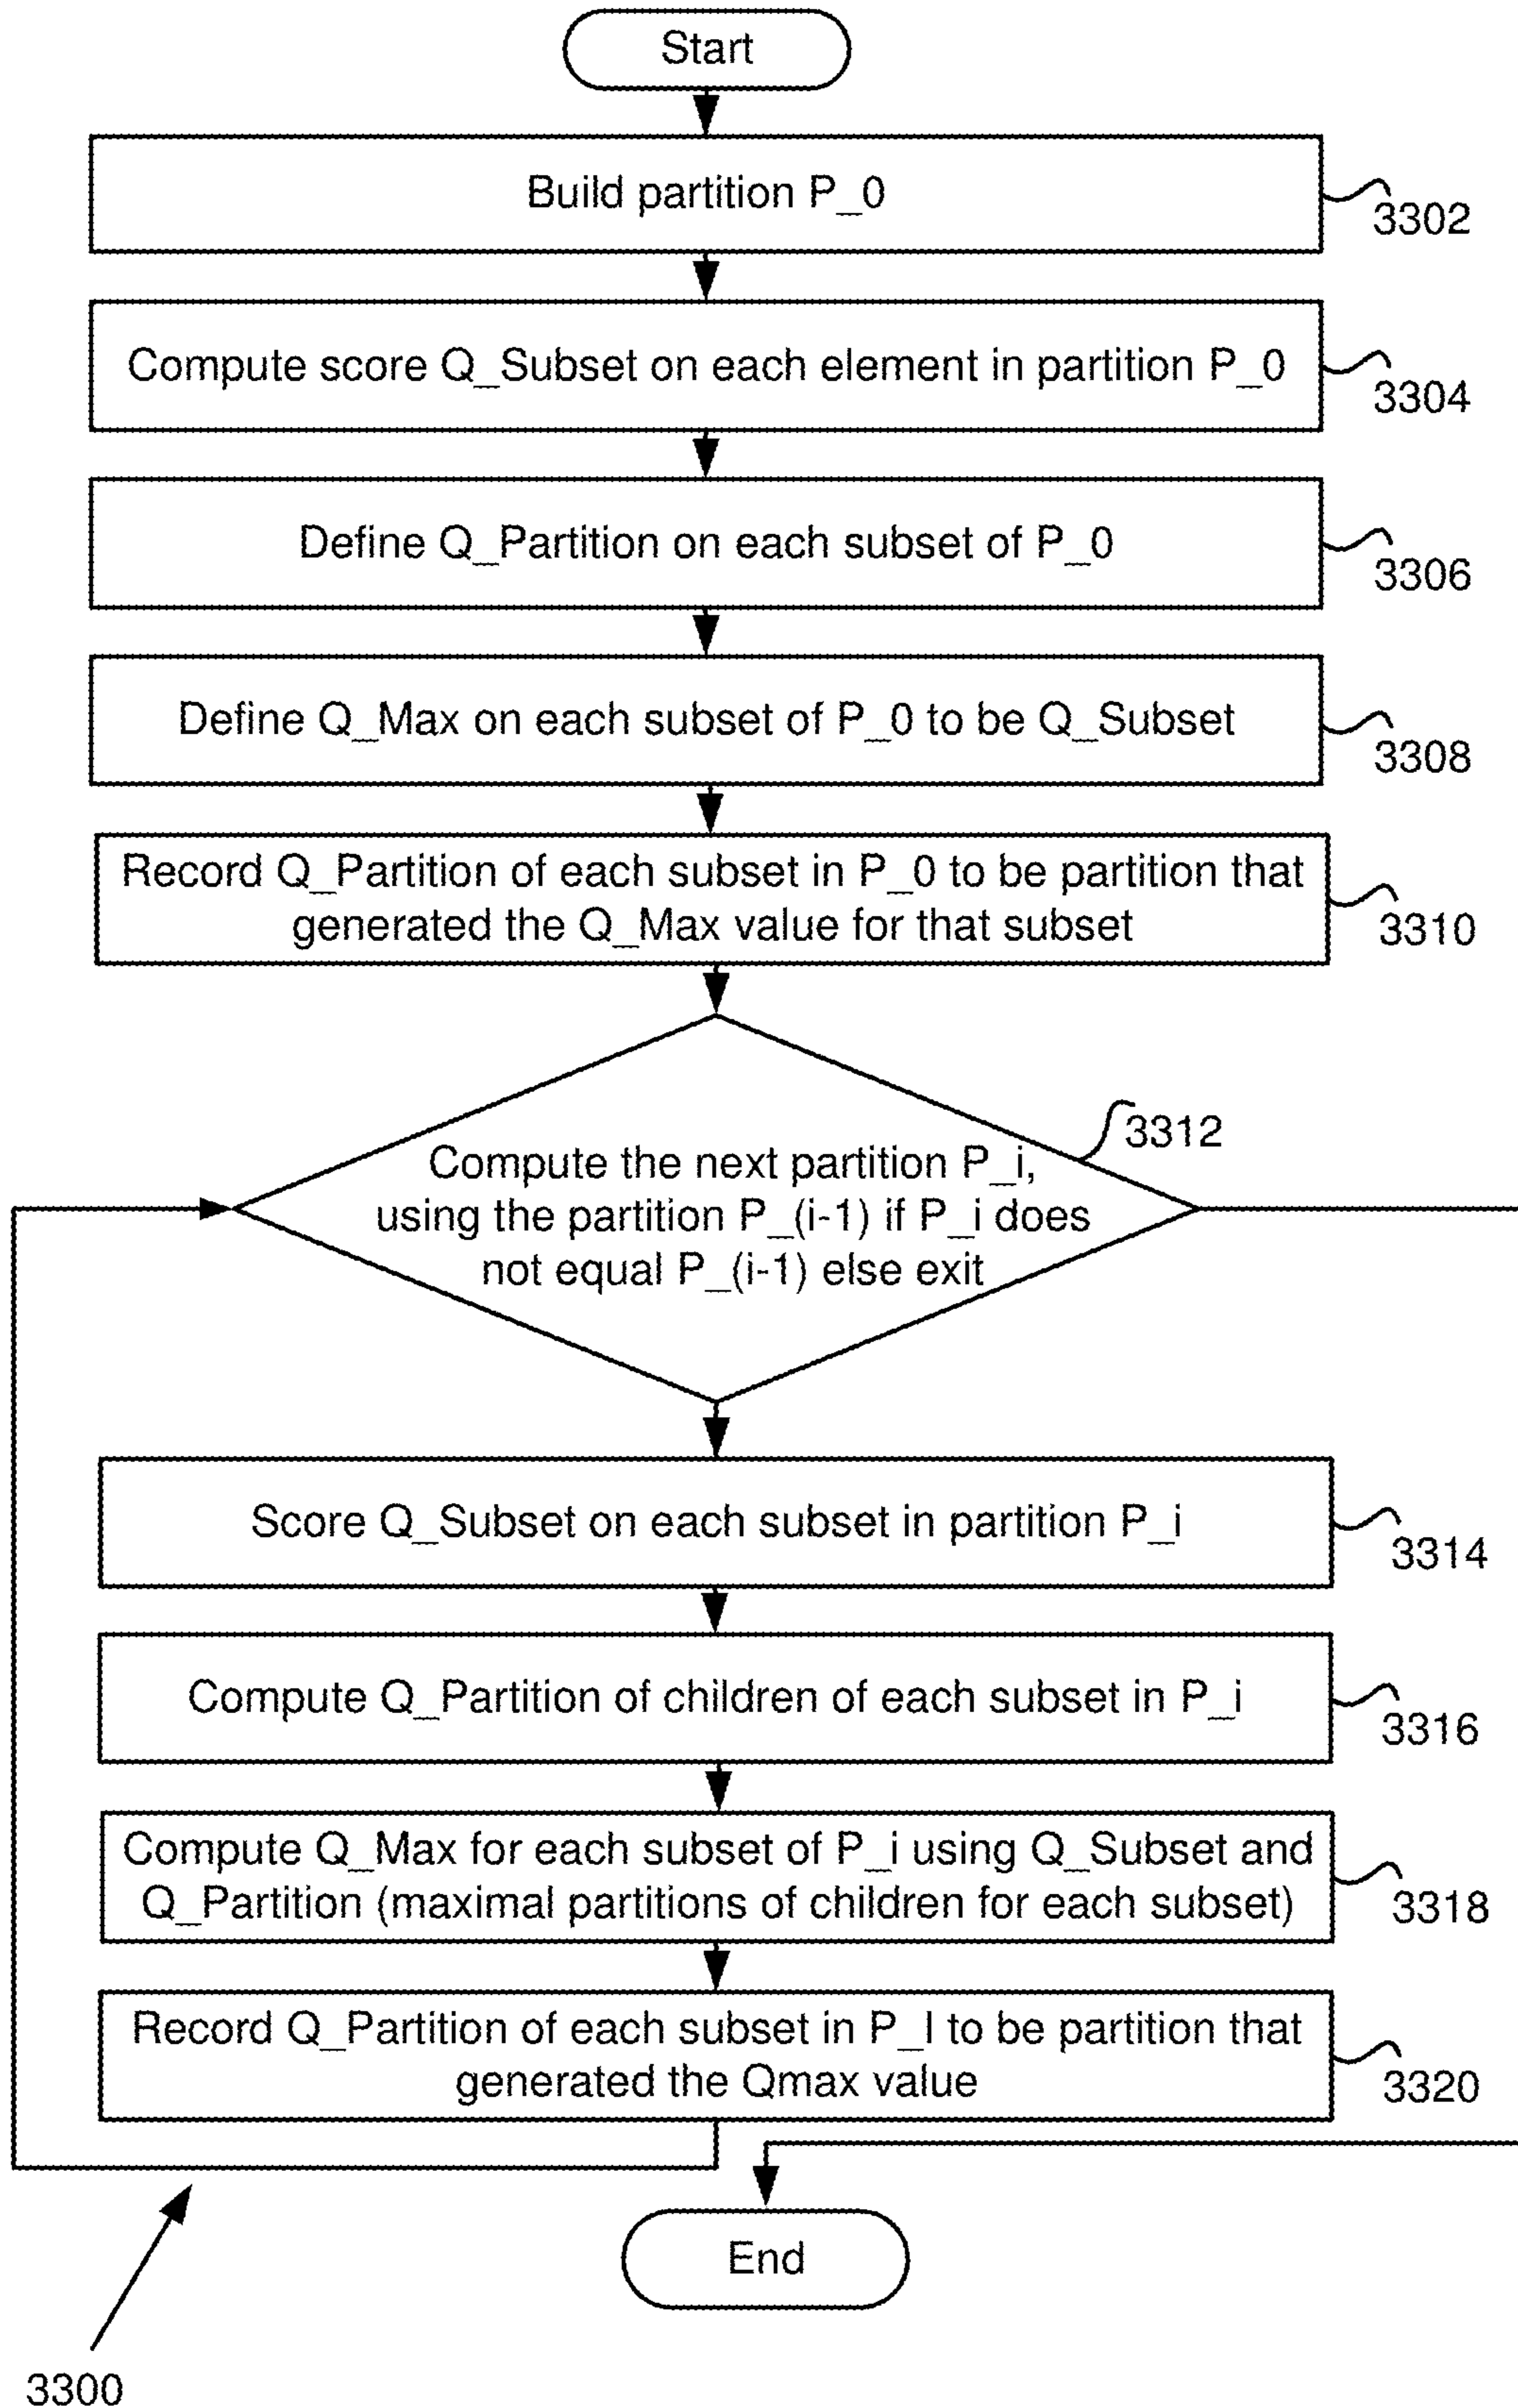 Start
Build partition P_0
3302
Compute score Q_Subset on each element in partition P_0
3304
Define Q_Partition on each subset of P_0
3306
Define Q_Max on each subset of P_0 to be Q_Subset
3308
Record Q_Partition of each subset in P_0 to be partition that
generated the Q_Max value for that subset
3310
3312
Compute the next partition P_i,
using the partition P_(i-1) if P_i does
not equal P_(i-1) else exit
Score Q_Subset on each subset in partition P_i
3314
Compute Q_Partition of children of each subset in P_i
3316
Compute Q_Max for each subset of P_i using Q_Subset and
Q_Partition (maximal partitions of children for each subset)
3318
Record Q_Partition of each subset in P_I to be partition that
generated the Qmax value
3320
End
3300